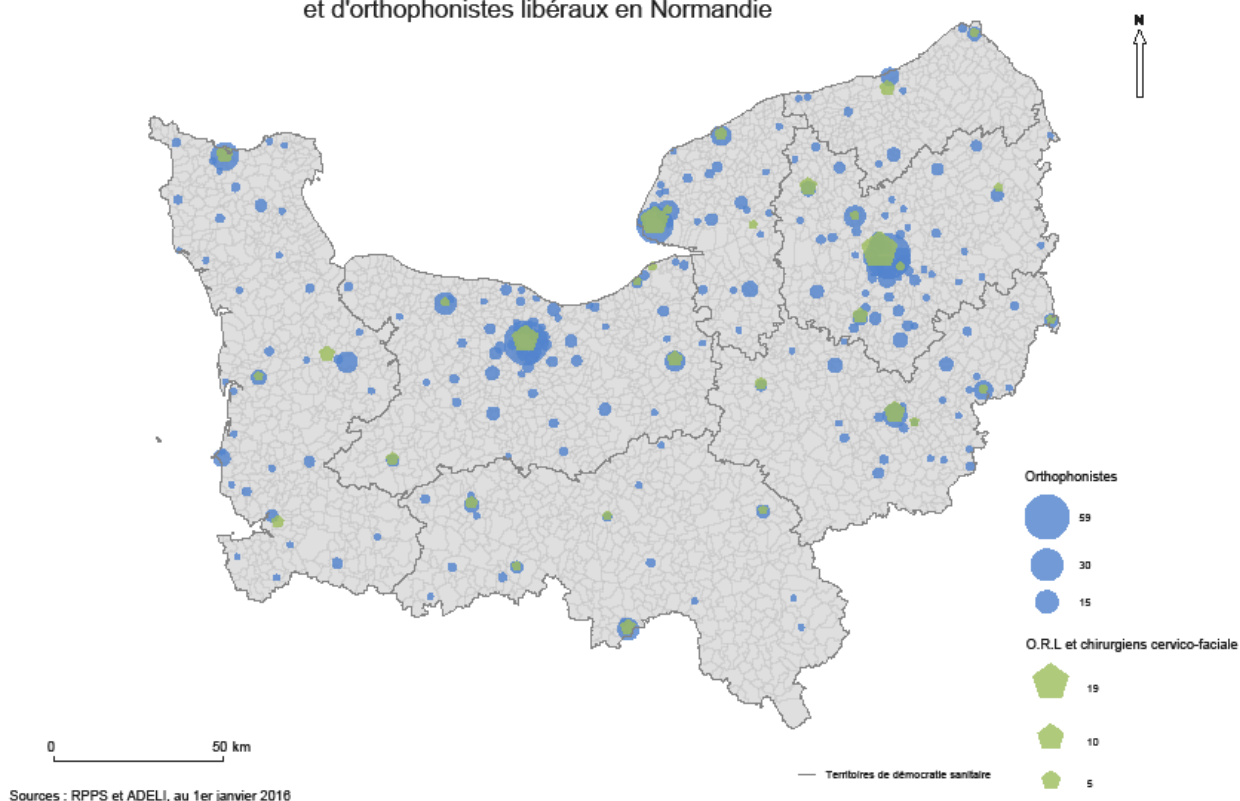 et d'orthophonistes libéraux en Normandie
N
Orthophonistes
59
30
15
O.R.L et chirurgiens cervico-faciale
19
10
5
0 50 km
Territoires de démocratie sanitaire
Sources : RPPS et ADELI, au 1er janvier 2016